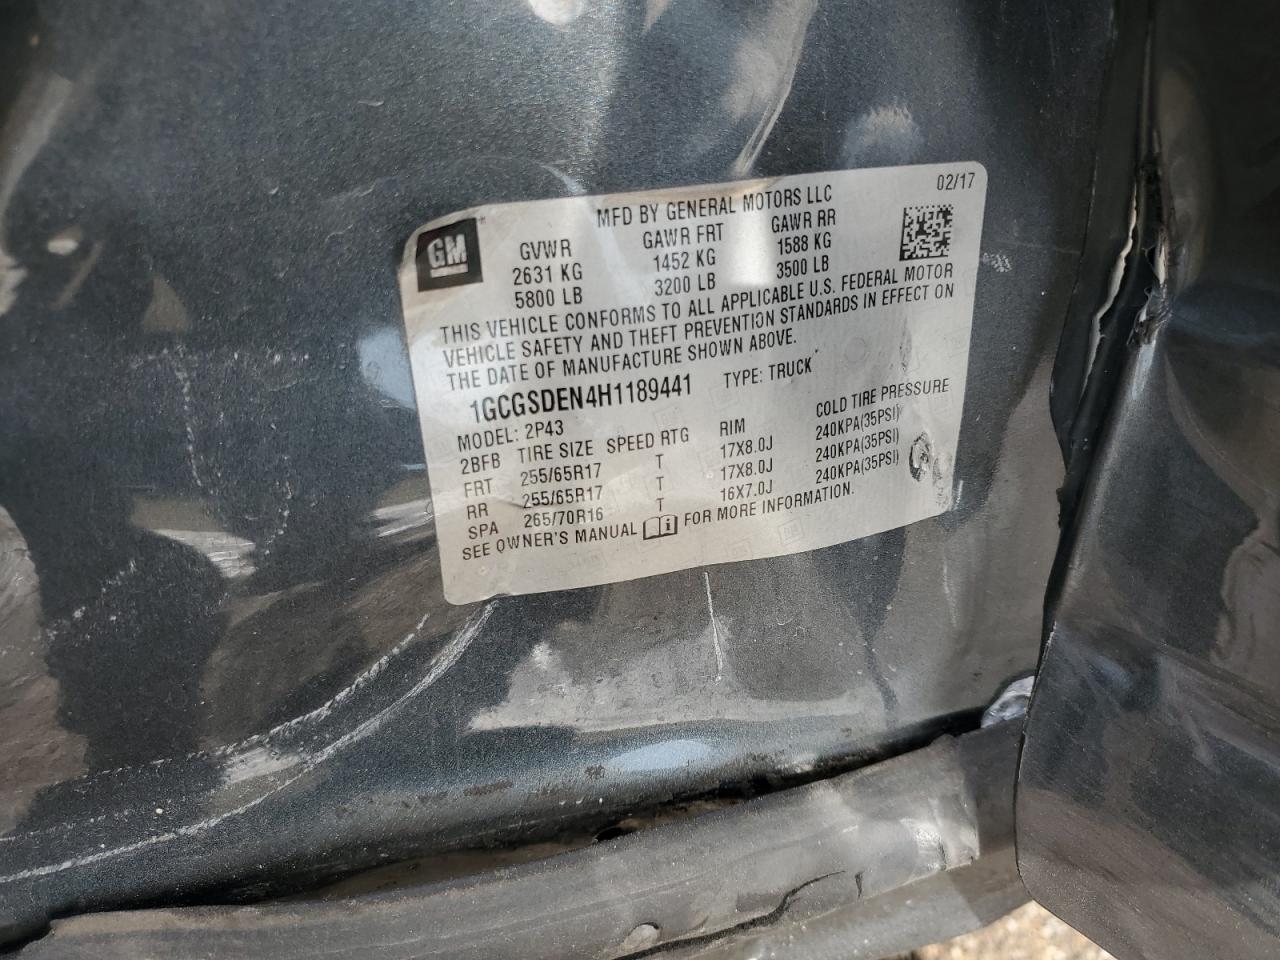 02/17
MFD BY GENERAL MOTORS LLC
GM
GVWR GAWR FRT GAWR RR
2631 KG 1452 KG 1588 KG
5800 LB 3200 LB 3500 LB
THIS VEHICLE CONFORMS TO ALL APPLICABLE U.S. FEDERAL MOTOR
VEHICLE SAFETY AND THEFT PREVENTION STANDARDS IN EFFECT ON
THE DATE OF MANUFACTURE SHOWN ABOVE.
1GCGSDEN4H1189441 TYPE: TRUCK
MODEL: 2P43
2BFB TIRE SIZE SPEED RTG RIM COLD TIRE PRESSURE
FRT 255/65R17 T 17X8.0J 240KPA(35PSI)
RR 255/65R17 T 17X8.0J 240KPA(35PSI)
SPA 265/70R16 T 16X7.0J 240KPA(35PSI)
SEE OWNER'S MANUAL FOR MORE INFORMATION.